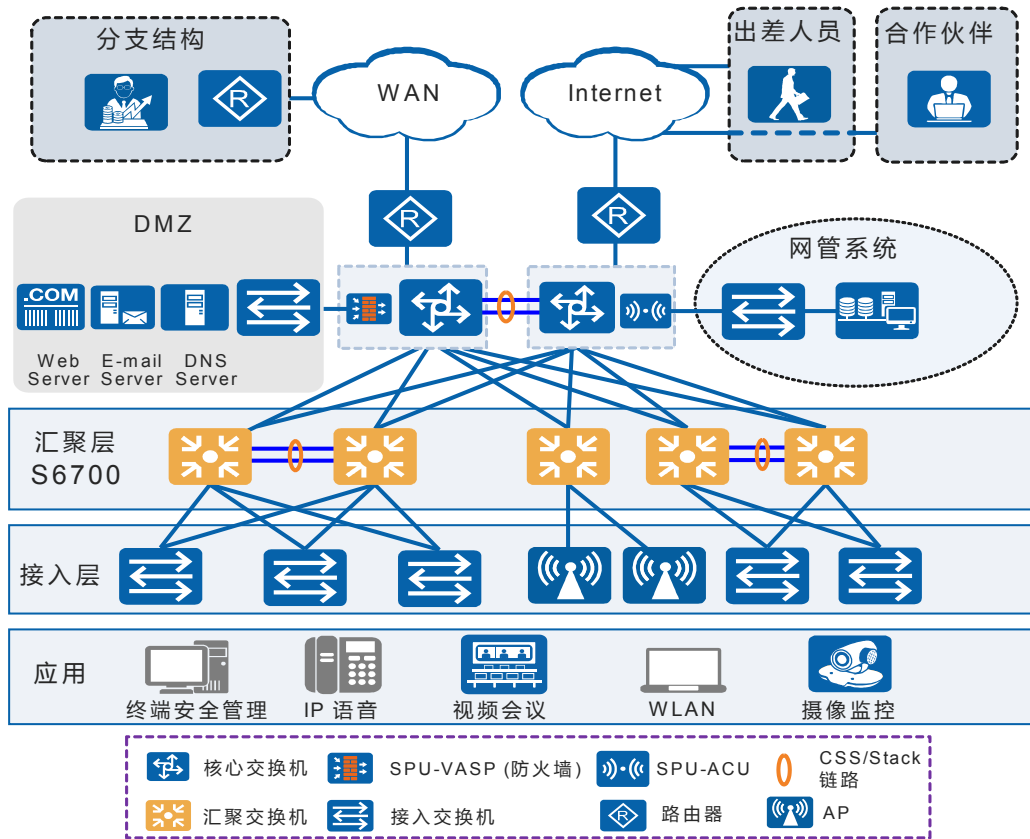 分支结构
WAN
Internet
出差人员
合作伙伴
R
R
R
DMZ
.COM
Web
Server
E-mail
Server
DNS
Server
网管系统
汇聚层
S6700
接入层
应用
终端安全管理
IP 语音
视频会议
WLAN
摄像监控
核心交换机
SPU-VASP (防火墙)
SPU-ACU
CSS/Stack
链路
汇聚交换机
接入交换机
R
路由器
AP